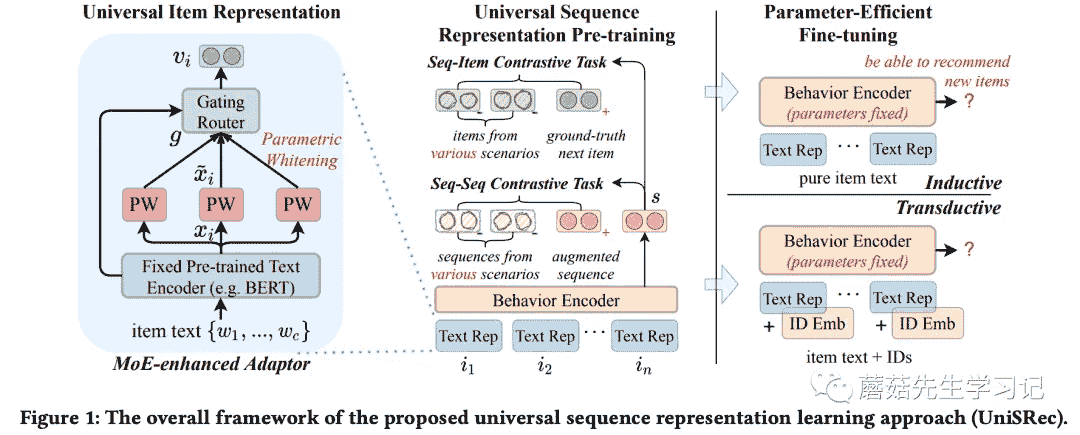 Universal Item Representation
v_i
Gating
Router
g
Parametric
Whitening
x̃_i
PW
PW
PW
x_i
Fixed Pre-trained Text
Encoder (e.g. BERT)
item text {w_1, ..., w_c}
MoE-enhanced Adaptor
Universal Sequence
Representation Pre-training
Seq-Item Contrastive Task
-
-
+
items from
various scenarios
ground-truth
next item
Seq-Seq Contrastive Task
s
-
-
+
sequences from
various scenarios
augmented
sequence
Behavior Encoder
Text Rep
Text Rep
...
Text Rep
i_1
i_2
i_n
Parameter-Efficient
Fine-tuning
be able to recommend
new items
Behavior Encoder
(parameters fixed)
?
Text Rep
...
Text Rep
pure item text
Inductive
Transductive
Behavior Encoder
(parameters fixed)
?
Text Rep
...
Text Rep
+ ID Emb
+ ID Emb
item text + IDs
蘑菇先生学习记
Figure 1: The overall framework of the proposed universal sequence representation learning approach (UniSRec).